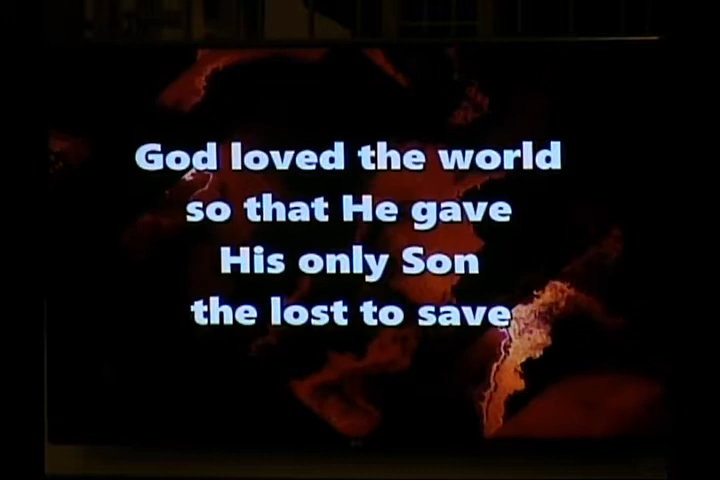 God loved the world
so that He gave
His only Son
the lost to save